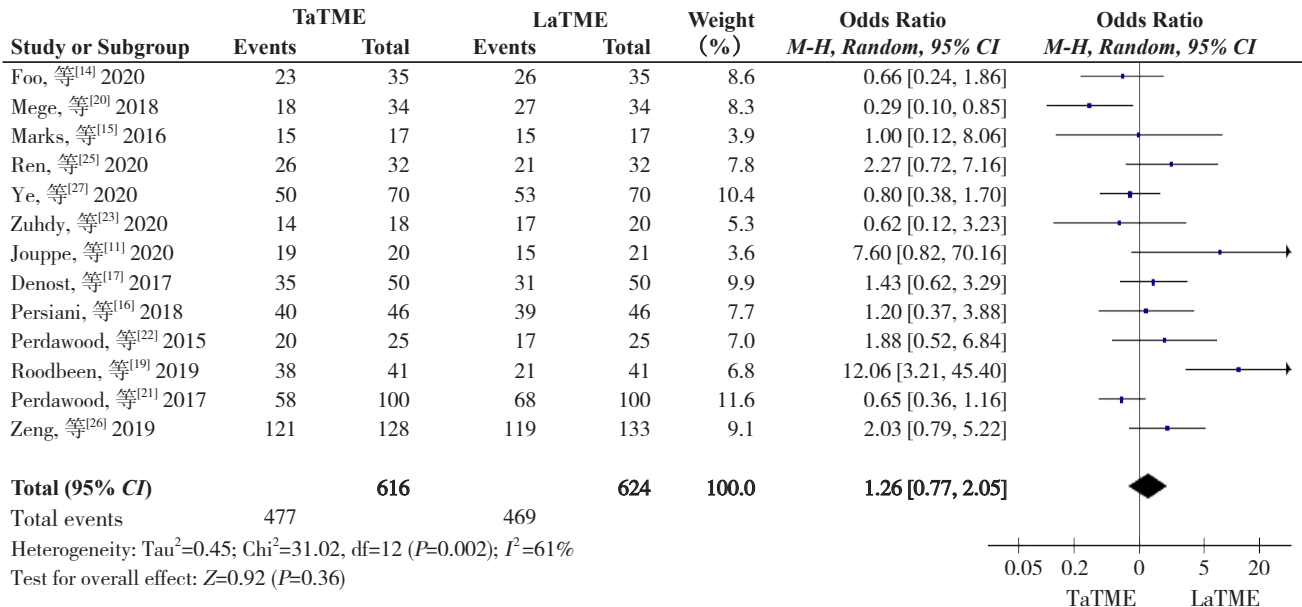 TaTME LaTME Weight Odds Ratio Odds Ratio
Study or Subgroup Events Total Events Total (%) M-H, Random, 95% CI M-H, Random, 95% CI
Foo, 等[14] 2020 23 35 26 35 8.6 0.66 [0.24, 1.86]
Mege, 等[20] 2018 18 34 27 34 8.3 0.29 [0.10, 0.85]
Marks, 等[15] 2016 15 17 15 17 3.9 1.00 [0.12, 8.06]
Ren, 等[25] 2020 26 32 21 32 7.8 2.27 [0.72, 7.16]
Ye, 等[27] 2020 50 70 53 70 10.4 0.80 [0.38, 1.70]
Zuhdy, 等[23] 2020 14 18 17 20 5.3 0.62 [0.12, 3.23]
Jouppe, 等[11] 2020 19 20 15 21 3.6 7.60 [0.82, 70.16]
Denost, 等[17] 2017 35 50 31 50 9.9 1.43 [0.62, 3.29]
Persiani, 等[16] 2018 40 46 39 46 7.7 1.20 [0.37, 3.88]
Perdawood, 等[22] 2015 20 25 17 25 7.0 1.88 [0.52, 6.84]
Roodbeen, 等[19] 2019 38 41 21 41 6.8 12.06 [3.21, 45.40]
Perdawood, 等[21] 2017 58 100 68 100 11.6 0.65 [0.36, 1.16]
Zeng, 等[26] 2019 121 128 119 133 9.1 2.03 [0.79, 5.22]
Total (95% CI) 616 624 100.0 1.26 [0.77, 2.05]
Total events 477 469
Heterogeneity: Tau²=0.45; Chi²=31.02, df=12 (P=0.002); I²=61%
Test for overall effect: Z=0.92 (P=0.36)
0.05 0.2 0 5 20
TaTME LaTME